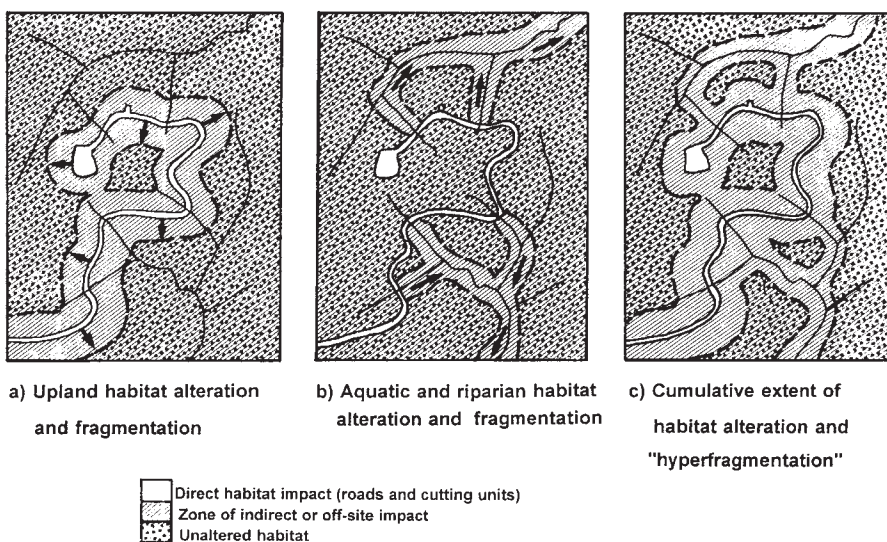 a) Upland habitat alteration
and fragmentation
b) Aquatic and riparian habitat
alteration and fragmentation
c) Cumulative extent of
habitat alteration and
"hyperfragmentation"
Direct habitat impact (roads and cutting units)
Zone of indirect or off-site impact
Unaltered habitat